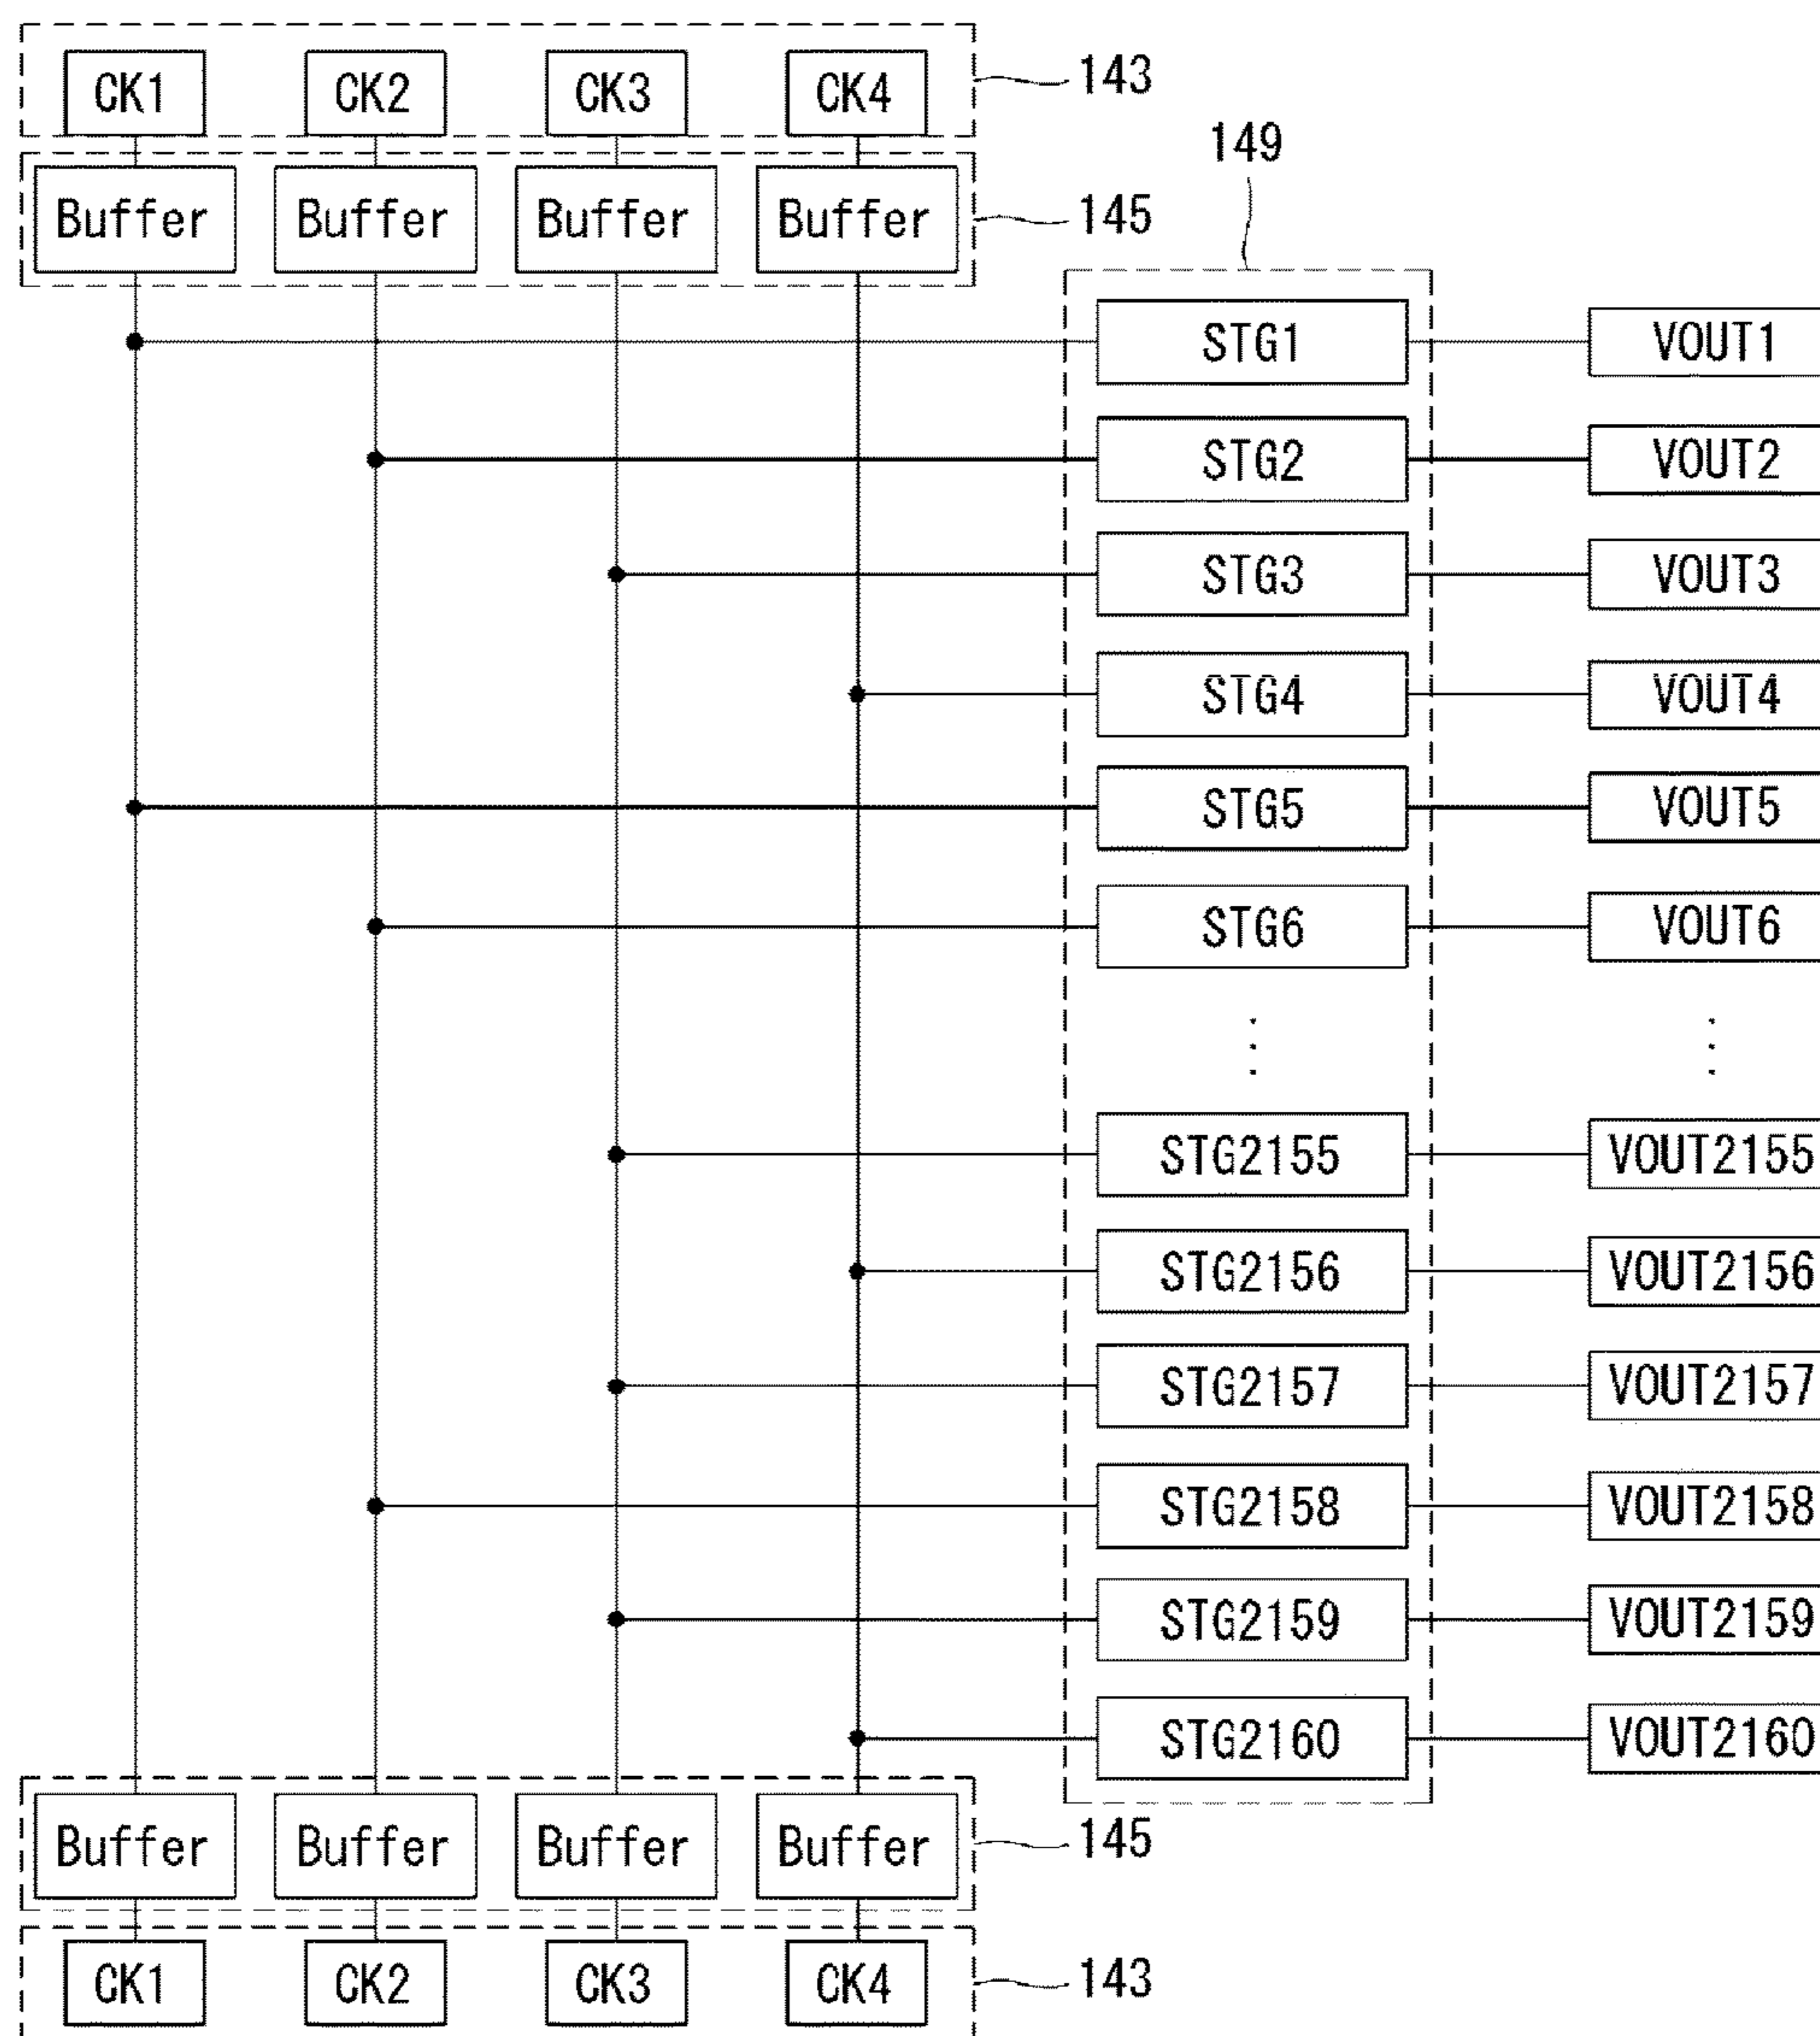 CK1 CK2 CK3 CK4 143
149
Buffer Buffer Buffer Buffer 145
STG1 VOUT1
STG2 VOUT2
STG3 VOUT3
STG4 VOUT4
STG5 VOUT5
STG6 VOUT6
STG2155 VOUT2155
STG2156 VOUT2156
STG2157 VOUT2157
STG2158 VOUT2158
STG2159 VOUT2159
STG2160 VOUT2160
Buffer Buffer Buffer Buffer 145
CK1 CK2 CK3 CK4 143